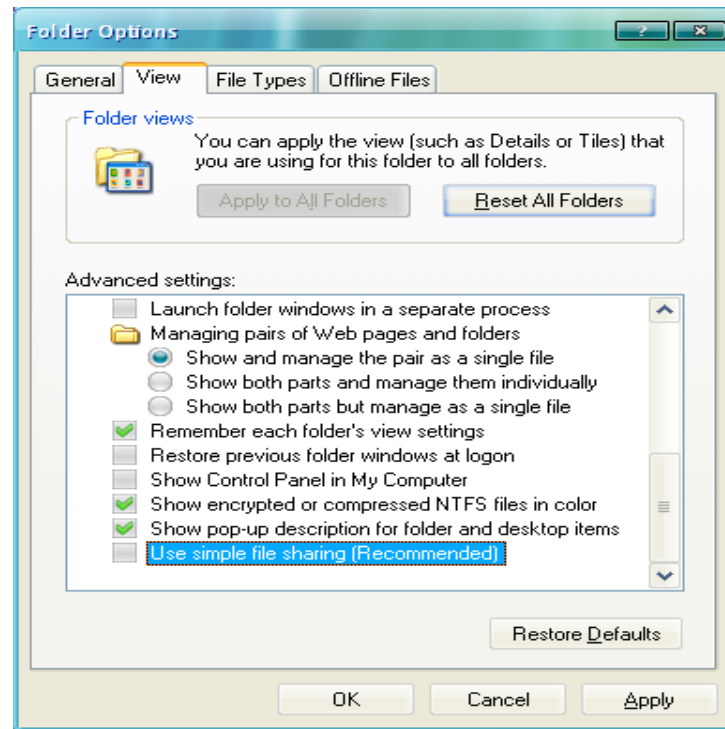 Folder Options
General
View
File Types
Offline Files
Folder views
You can apply the view (such as Details or Tiles) that
you are using for this folder to all folders.
Apply to All Folders
Reset All Folders
Advanced settings:
Launch folder windows in a separate process
Managing pairs of Web pages and folders
Show and manage the pair as a single file
Show both parts and manage them individually
Show both parts but manage as a single file
Remember each folder's view settings
Restore previous folder windows at logon
Show Control Panel in My Computer
Show encrypted or compressed NTFS files in color
Show pop-up description for folder and desktop items
Use simple file sharing (Recommended)
Restore Defaults
OK
Cancel
Apply